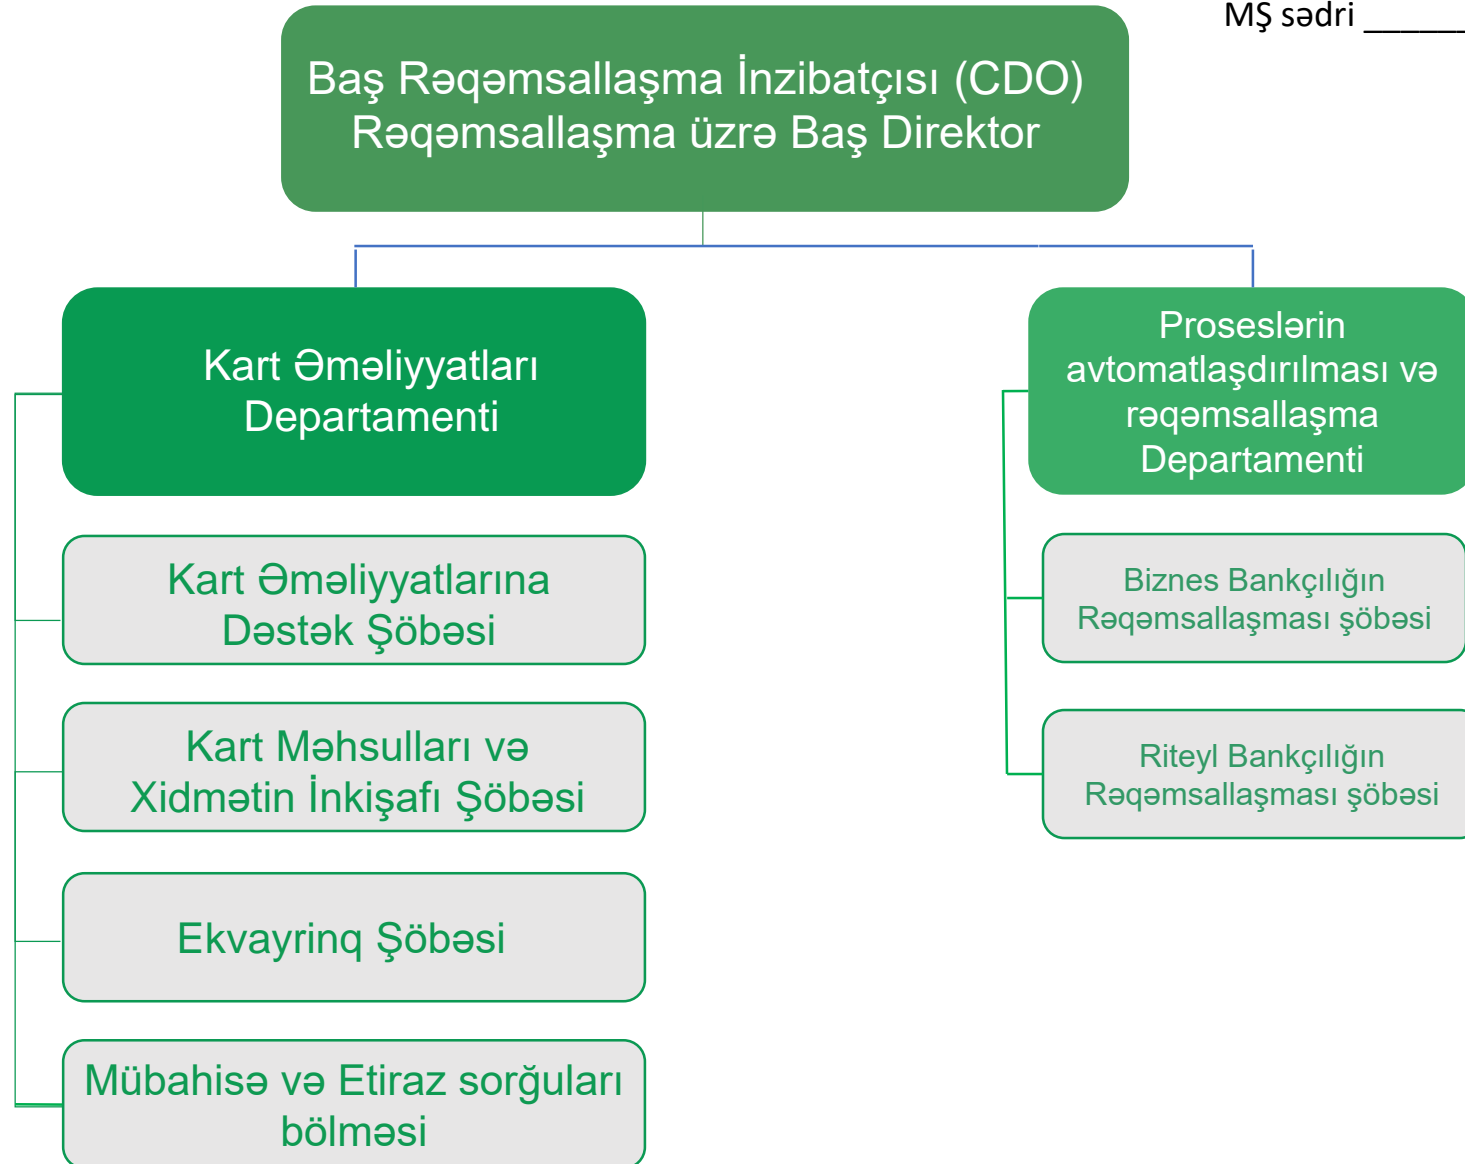 MŞ sədri ______
Baş Rəqəmsallaşma İnzibatçısı (CDO)
Rəqəmsallaşma üzrə Baş Direktor
Kart Əməliyyatları
Departamenti
Kart Əməliyyatlarına
Dəstək Şöbəsi
Kart Məhsulları və
Xidmətin İnkişafı Şöbəsi
Ekvayrinq Şöbəsi
Mübahisə və Etiraz sorğuları
bölməsi
Proseslərin
avtomatlaşdırılması və
rəqəmsallaşma
Departamenti
Biznes Bankçılığın
Rəqəmsallaşması şöbəsi
Riteyl Bankçılığın
Rəqəmsallaşması şöbəsi